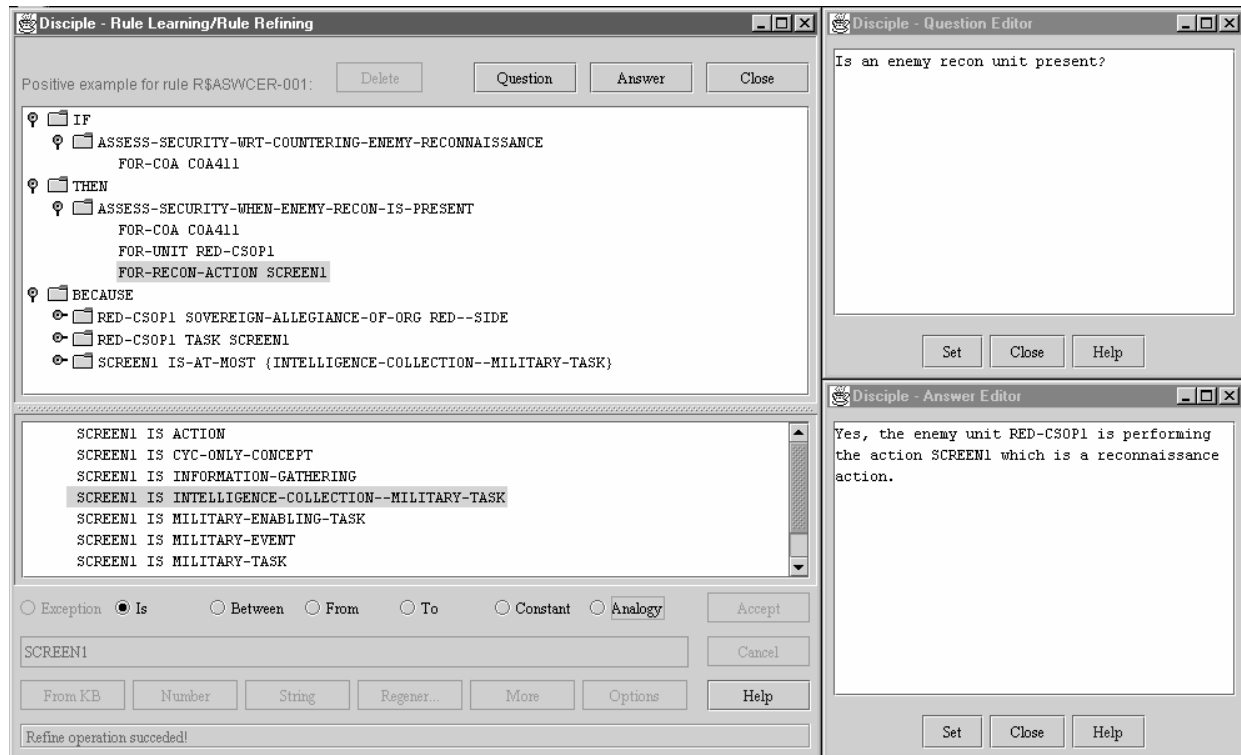 Disciple - Rule Learning/Rule Refining
Positive example for rule R$ASWCER-001:
Delete
Question
Answer
Close
IF
ASSESS-SECURITY-WRT-COUNTERING-ENEMY-RECONNAISSANCE
FOR-COA COA411
THEN
ASSESS-SECURITY-WHEN-ENEMY-RECON-IS-PRESENT
FOR-COA COA411
FOR-UNIT RED-CSOP1
FOR-RECON-ACTION SCREEN1
BECAUSE
RED-CSOP1 SOVEREIGN-ALLEGIANCE-OF-ORG RED--SIDE
RED-CSOP1 TASK SCREEN1
SCREEN1 IS-AT-MOST {INTELLIGENCE-COLLECTION--MILITARY-TASK}
SCREEN1 IS ACTION
SCREEN1 IS CYC-ONLY-CONCEPT
SCREEN1 IS INFORMATION-GATHERING
SCREEN1 IS INTELLIGENCE-COLLECTION--MILITARY-TASK
SCREEN1 IS MILITARY-ENABLING-TASK
SCREEN1 IS MILITARY-EVENT
SCREEN1 IS MILITARY-TASK
Exception Is Between From To Constant Analogy
Accept
SCREEN1
Cancel
From KB
Number
String
Regener...
More
Options
Help
Refine operation succeded!
Disciple - Question Editor
Is an enemy recon unit present?
Set
Close
Help
Disciple - Answer Editor
Yes, the enemy unit RED-CSOP1 is performing
the action SCREEN1 which is a reconnaissance
action.
Set
Close
Help